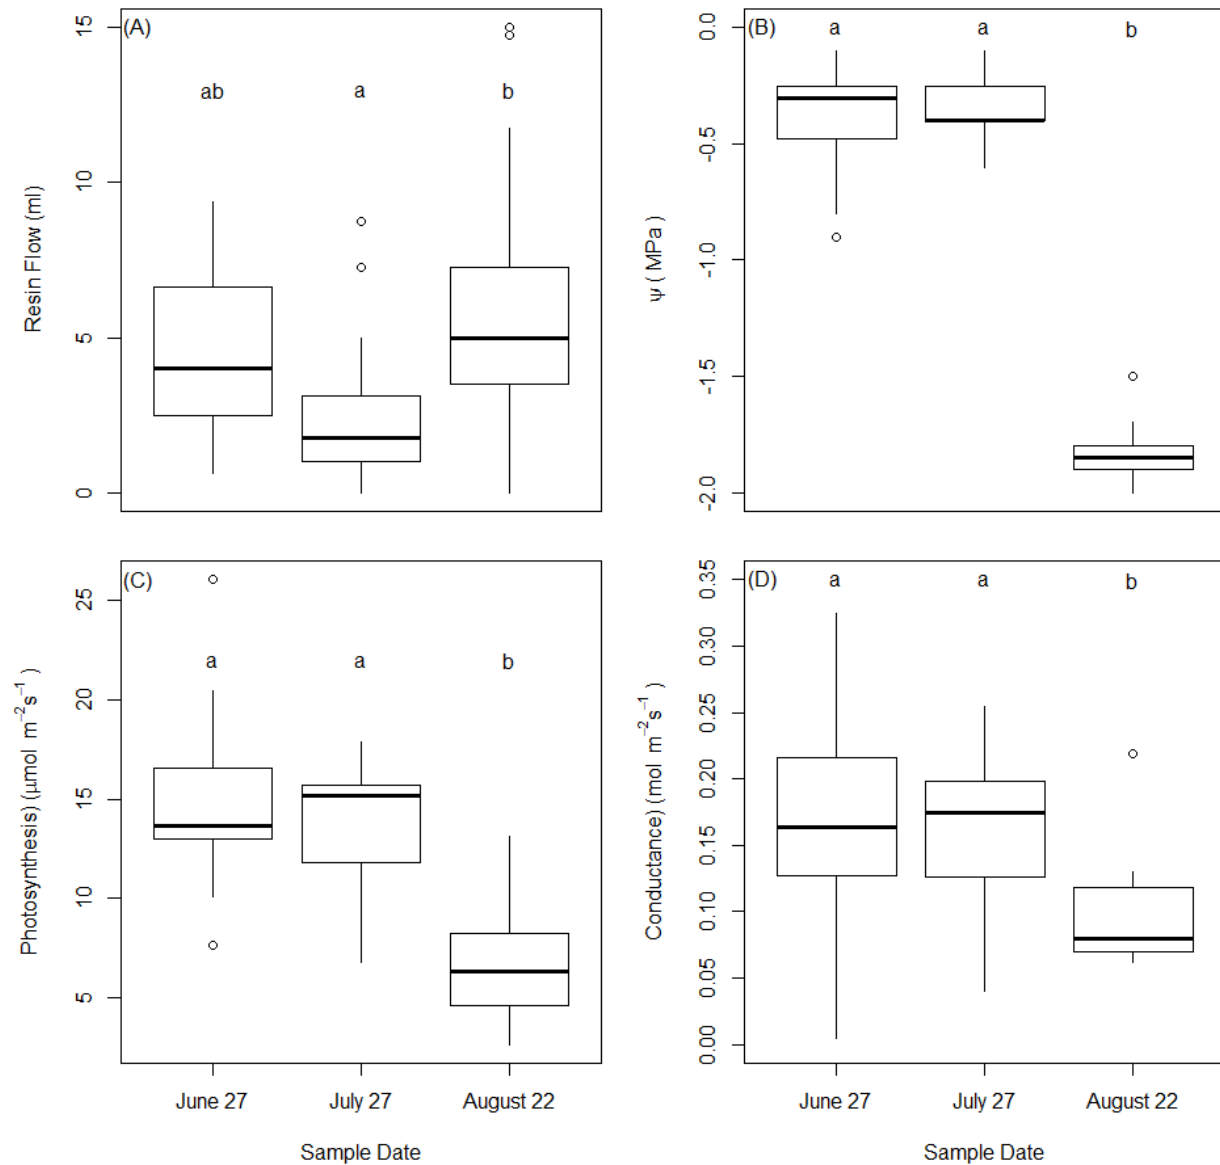 (A)
ab
a
b
Resin Flow (ml)
15
10
5
0
(B)
a
a
b
ψ ( MPa )
0.0
-0.5
-1.0
-1.5
-2.0
(C)
a
a
b
Photosynthesis) (μmol m⁻²s⁻¹ )
25
20
15
10
5
June 27
July 27
August 22
Sample Date
(D)
a
a
b
Conductance) (mol m⁻²s⁻¹ )
0.35
0.30
0.25
0.20
0.15
0.10
0.05
0.00
June 27
July 27
August 22
Sample Date